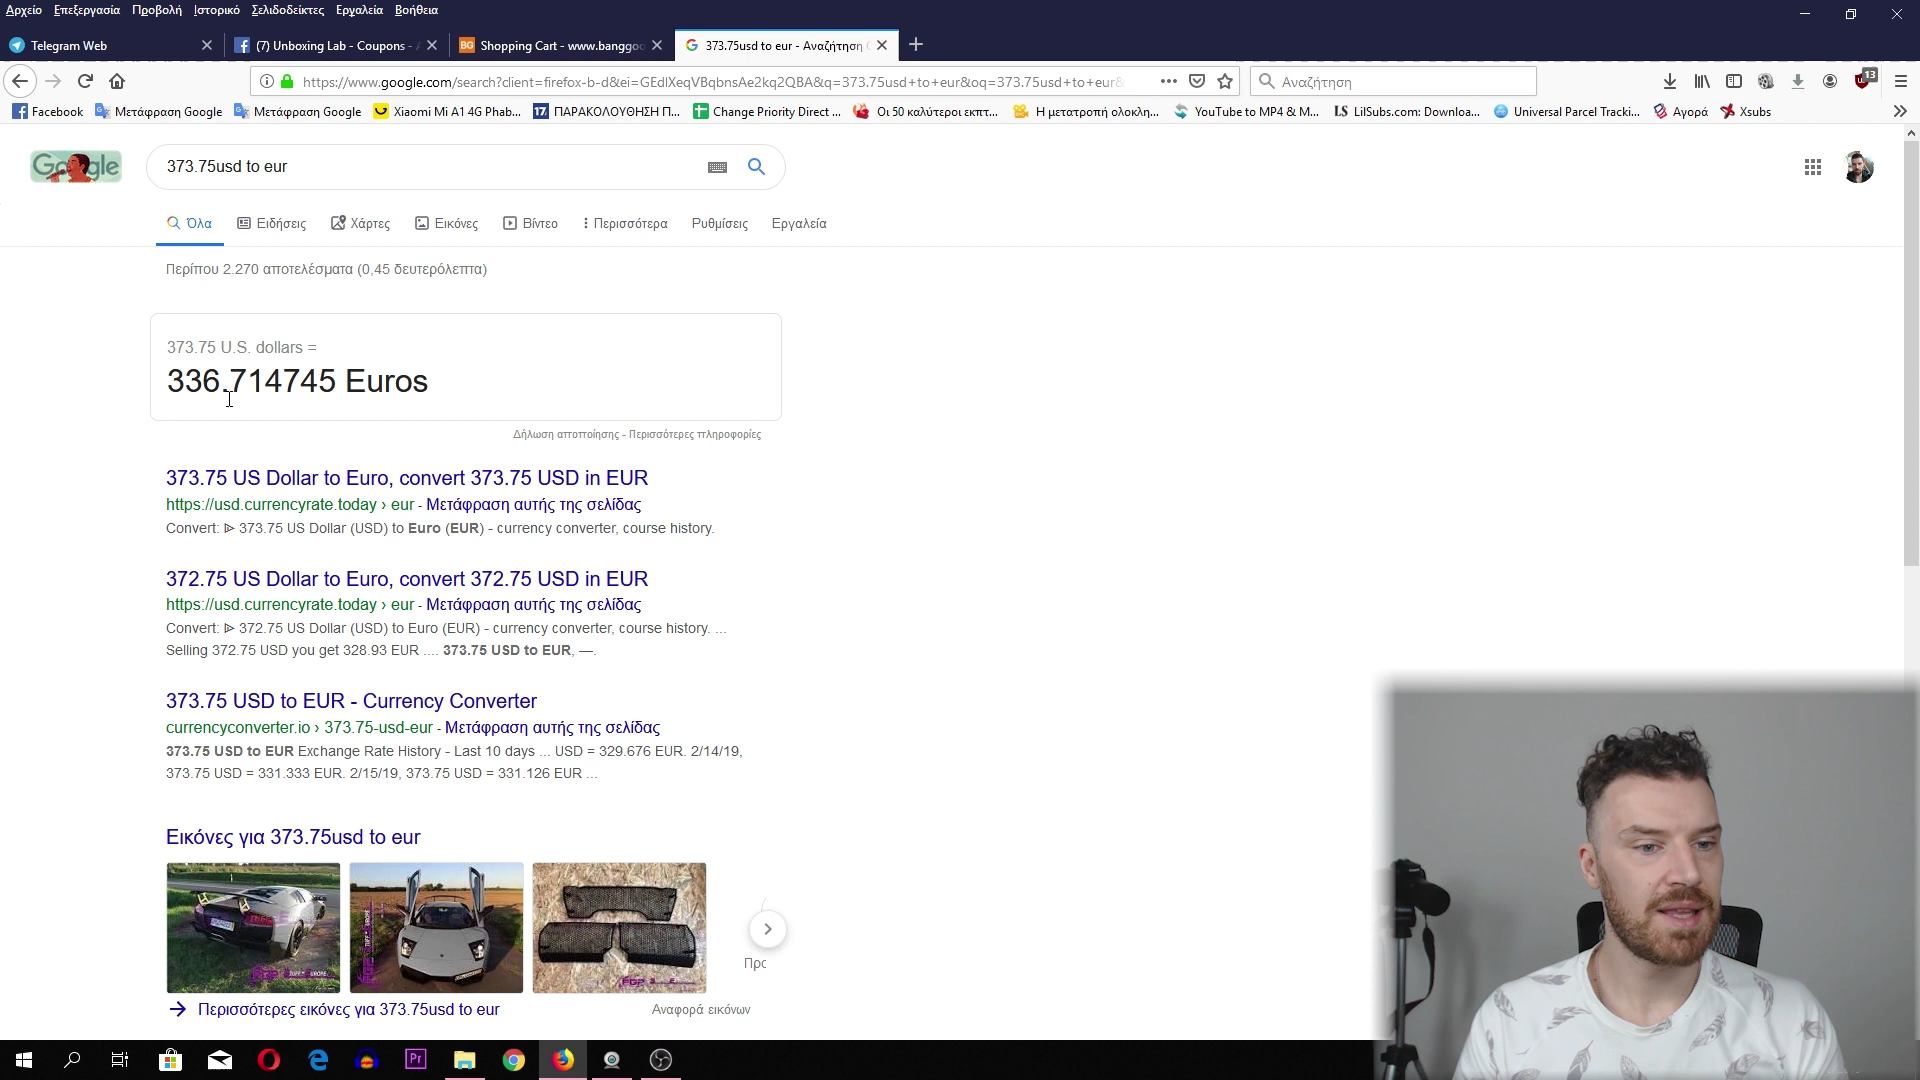 Αρχείο Επεξεργασία Προβολή Ιστορικό Σελιδοδείκτες Εργαλεία Βοήθεια
Telegram Web
(7) Unboxing Lab - Coupons -
Shopping Cart - www.banggoo
373.75usd to eur - Αναζήτηση
https://www.google.com/search?client=firefox-b-d&ei=GEdlXeqVBqbnsAe2kq2QBA&q=373.75usd+to+eur&oq=373.75usd+to+eur&
Αναζήτηση
13
Facebook
Μετάφραση Google
Μετάφραση Google
Xiaomi Mi A1 4G Phab...
17 ΠΑΡΑΚΟΛΟΥΘΗΣΗ Π...
Change Priority Direct ...
Οι 50 καλύτεροι εκπτ...
Η μετατροπή ολοκλη...
YouTube to MP4 & M...
LS LilSubs.com: Downloa...
Universal Parcel Tracki...
Αγορά
Xsubs
Google
373.75usd to eur
Όλα Ειδήσεις Χάρτες Εικόνες Βίντεο Περισσότερα Ρυθμίσεις Εργαλεία
Περίπου 2.270 αποτελέσματα (0,45 δευτερόλεπτα)
373.75 U.S. dollars =
336.714745 Euros
Δήλωση αποποίησης - Περισσότερες πληροφορίες
373.75 US Dollar to Euro, convert 373.75 USD in EUR
https://usd.currencyrate.today › eur - Μετάφραση αυτής της σελίδας
Convert: ᐉ 373.75 US Dollar (USD) to Euro (EUR) - currency converter, course history.
372.75 US Dollar to Euro, convert 372.75 USD in EUR
https://usd.currencyrate.today › eur - Μετάφραση αυτής της σελίδας
Convert: ᐉ 372.75 US Dollar (USD) to Euro (EUR) - currency converter, course history. ...
Selling 372.75 USD you get 328.93 EUR .... 373.75 USD to EUR, —.
373.75 USD to EUR - Currency Converter
currencyconverter.io › 373.75-usd-eur - Μετάφραση αυτής της σελίδας
373.75 USD to EUR Exchange Rate History - Last 10 days ... USD = 329.676 EUR. 2/14/19,
373.75 USD = 331.333 EUR. 2/15/19, 373.75 USD = 331.126 EUR ...
Εικόνες για 373.75usd to eur
Προ
Περισσότερες εικόνες για 373.75usd to eur
Αναφορά εικόνων
Pr